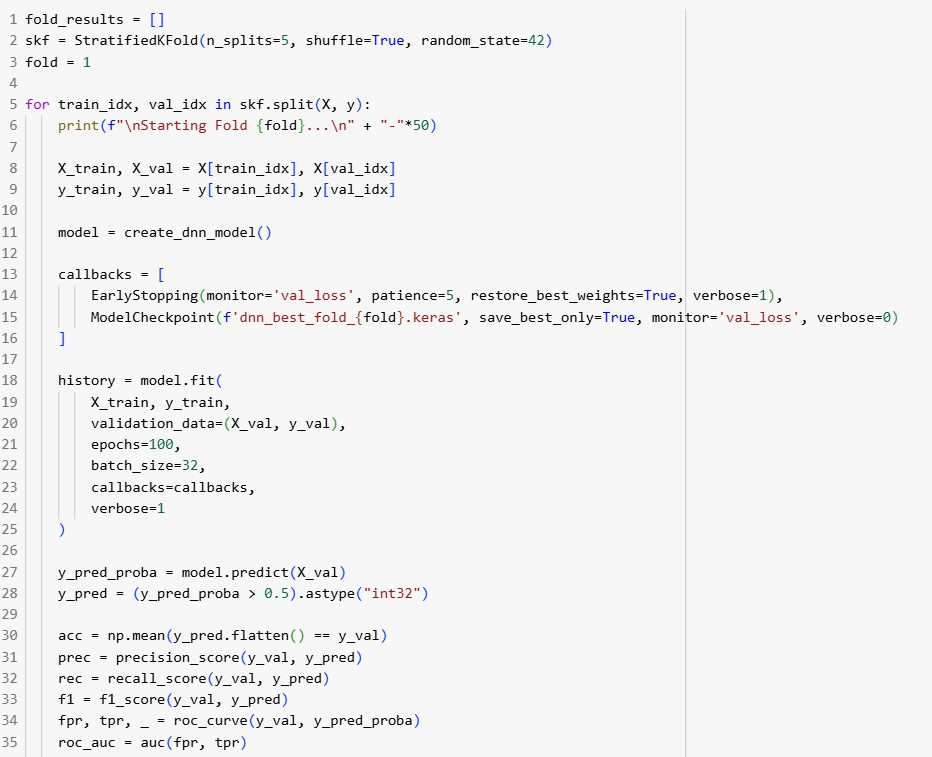 1 fold_results = []
2 skf = StratifiedKFold(n_splits=5, shuffle=True, random_state=42)
3 fold = 1
4
5 for train_idx, val_idx in skf.split(X, y):
6     print(f"\nStarting Fold {fold}...\n" + "-"*50)
7
8     X_train, X_val = X[train_idx], X[val_idx]
9     y_train, y_val = y[train_idx], y[val_idx]
10
11     model = create_dnn_model()
12
13     callbacks = [
14         EarlyStopping(monitor='val_loss', patience=5, restore_best_weights=True, verbose=1),
15         ModelCheckpoint(f'dnn_best_fold_{fold}.keras', save_best_only=True, monitor='val_loss', verbose=0)
16     ]
17
18     history = model.fit(
19         X_train, y_train,
20         validation_data=(X_val, y_val),
21         epochs=100,
22         batch_size=32,
23         callbacks=callbacks,
24         verbose=1
25     )
26
27     y_pred_proba = model.predict(X_val)
28     y_pred = (y_pred_proba > 0.5).astype("int32")
29
30     acc = np.mean(y_pred.flatten() == y_val)
31     prec = precision_score(y_val, y_pred)
32     rec = recall_score(y_val, y_pred)
33     f1 = f1_score(y_val, y_pred)
34     fpr, tpr, _ = roc_curve(y_val, y_pred_proba)
35     roc_auc = auc(fpr, tpr)